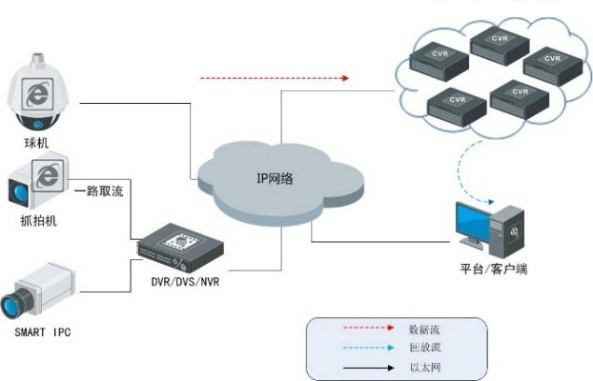 CVR
CVR
CVR
CVR
CVR
球机
一路取流
抓拍机
IP网络
DVR/DVS/NVR
平台/客户端
SMART IPC
数据流
回放流
以太网